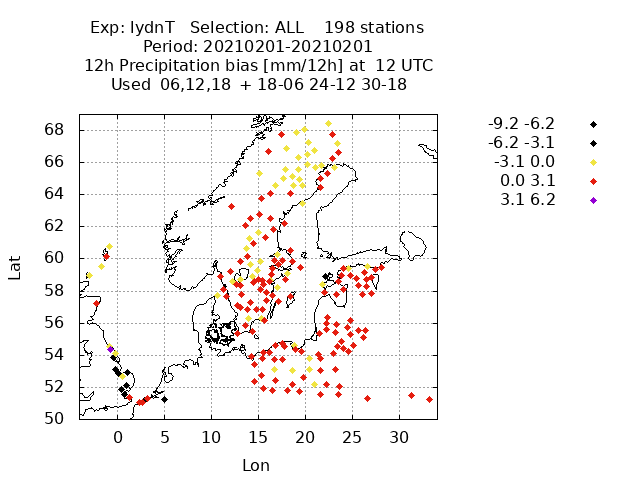 Exp: IydnT   Selection: ALL    198 stations
Period: 20210201-20210201
12h Precipitation bias [mm/12h] at  12 UTC
Used  06,12,18  + 18-06 24-12 30-18
-9.2 -6.2
-6.2 -3.1
-3.1 0.0
0.0 3.1
3.1 6.2
Lat
68
66
64
62
60
58
56
54
52
50
0 5 10 15 20 25 30
Lon